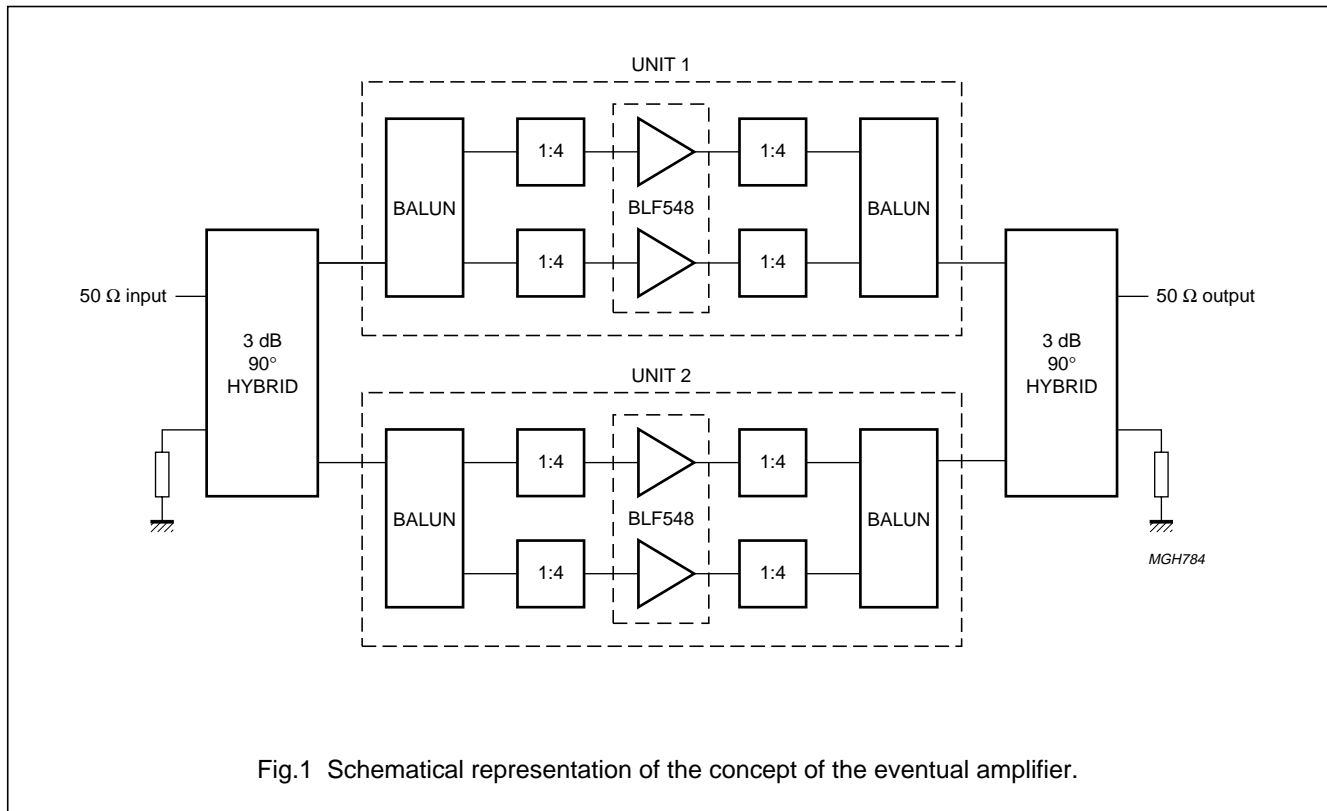 UNIT 1
BALUN
1:4
1:4
BLF548
1:4
1:4
BALUN
50 Ω input
3 dB
90°
HYBRID
3 dB
90°
HYBRID
50 Ω output
UNIT 2
BALUN
1:4
1:4
BLF548
1:4
1:4
BALUN
MGH784
Fig.1 Schematical representation of the concept of the eventual amplifier.